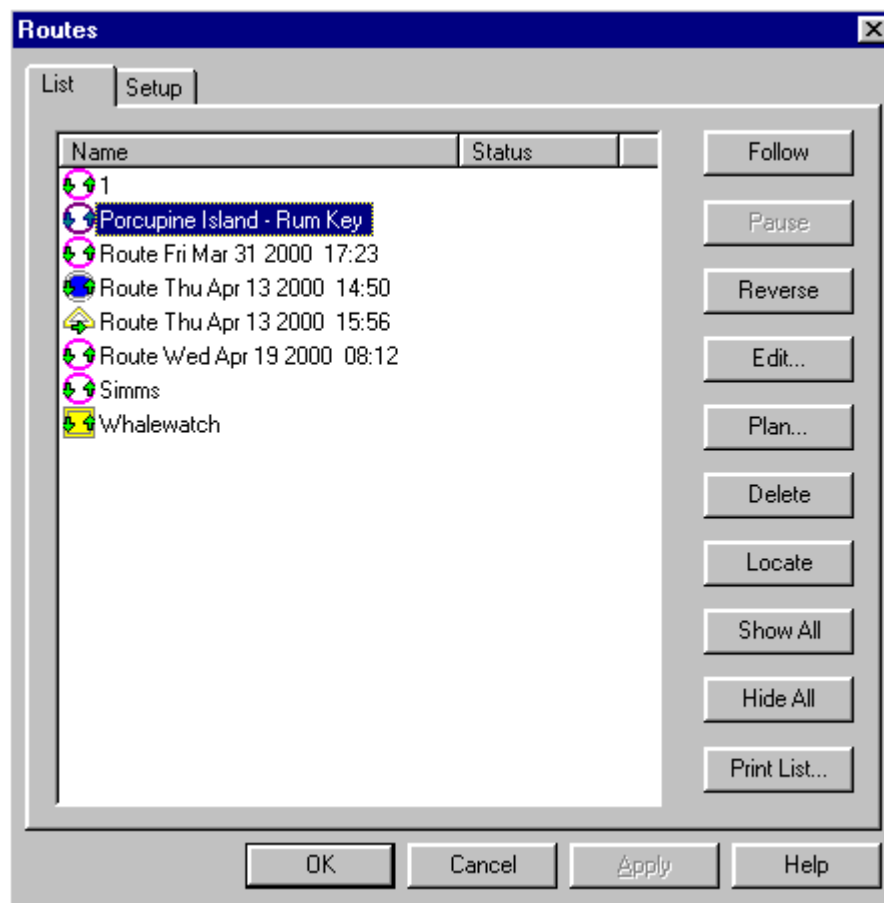 Routes
List Setup
Name Status
1
Porcupine Island - Rum Key
Route Fri Mar 31 2000 17:23
Route Thu Apr 13 2000 14:50
Route Thu Apr 13 2000 15:56
Route Wed Apr 19 2000 08:12
Simms
Whalewatch
Follow
Pause
Reverse
Edit...
Plan...
Delete
Locate
Show All
Hide All
Print List...
OK Cancel Apply Help